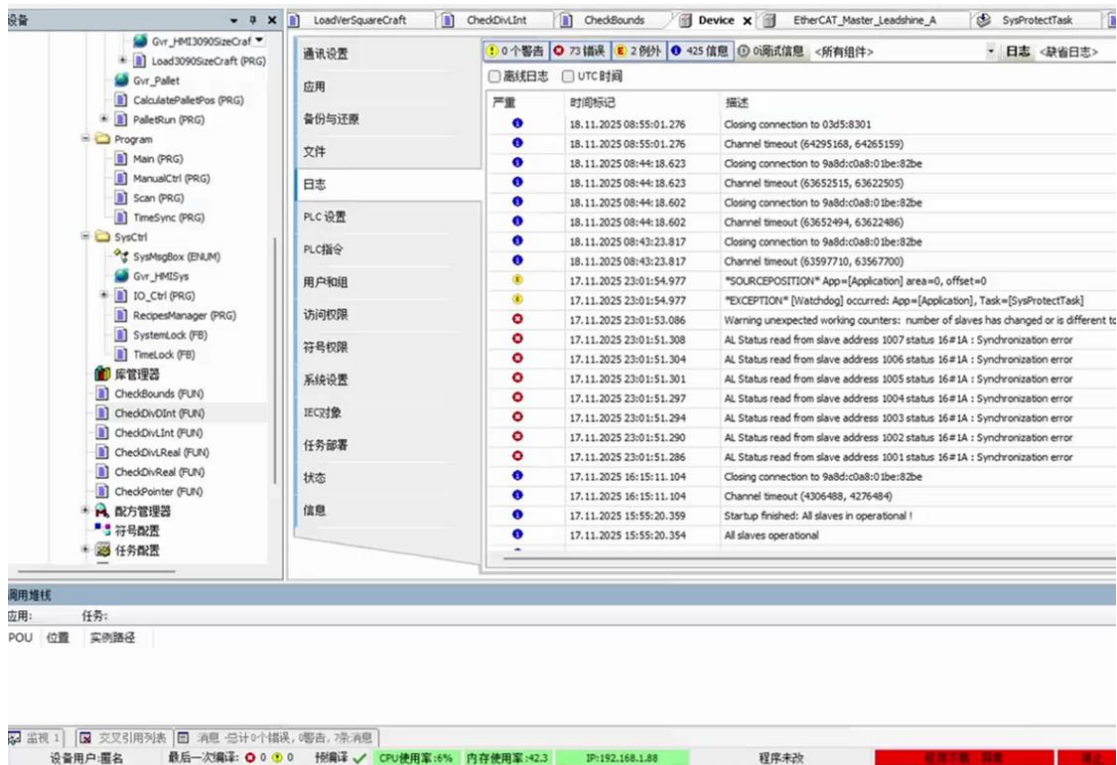 设备
LoadVerSquareCraft
CheckDivLInt
CheckBounds
Device
EtherCAT_Master_Leadshine_A
SysProtectTask
Gvr_HMI3090SizeCraf
Load3090SizeCraft (PRG)
Gvr_Pallet
CalculatePalletPos (PRG)
PalletRun (PRG)
Program
Main (PRG)
ManualCtrl (PRG)
Scan (PRG)
TimeSync (PRG)
SysCtrl
SysMsgBox (ENUM)
Gvr_HMISys
IO_Ctrl (PRG)
RecipesManager (PRG)
SystemLock (FB)
TimeLock (FB)
库管理器
CheckBounds (FUN)
CheckDivDInt (FUN)
CheckDivLInt (FUN)
CheckDivLReal (FUN)
CheckDivReal (FUN)
CheckPointer (FUN)
配方管理器
符号配置
任务配置
通讯设置
应用
备份与还原
文件
日志
PLC 设置
PLC指令
用户和组
访问权限
符号权限
系统设置
IEC对象
任务部署
状态
信息
0 个警告 73 错误 2 例外 425 信息 0调试信息 <所有组件> 日志 <缺省日志>
离线日志 UTC 时间
严重 时间标记 描述
18.11.2025 08:55:01.276 Closing connection to 03d5:8301
18.11.2025 08:55:01.276 Channel timeout (64295168, 64265159)
18.11.2025 08:44:18.623 Closing connection to 9a8d:c0a8:01be:82be
18.11.2025 08:44:18.623 Channel timeout (63652515, 63622505)
18.11.2025 08:44:18.602 Closing connection to 9a8d:c0a8:01be:82be
18.11.2025 08:44:18.602 Channel timeout (63652494, 63622486)
18.11.2025 08:43:23.817 Closing connection to 9a8d:c0a8:01be:82be
18.11.2025 08:43:23.817 Channel timeout (63597710, 63567700)
17.11.2025 23:01:54.977 *SOURCEPOSITION* App=[Application] area=0, offset=0
17.11.2025 23:01:54.977 *EXCEPTION* [Watchdog] occurred: App=[Application], Task=[SysProtectTask]
17.11.2025 23:01:53.086 Warning unexpected working counters: number of slaves has changed or is different to
17.11.2025 23:01:51.308 AL Status read from slave address 1007 status 16#1A : Synchronization error
17.11.2025 23:01:51.304 AL Status read from slave address 1006 status 16#1A : Synchronization error
17.11.2025 23:01:51.301 AL Status read from slave address 1005 status 16#1A : Synchronization error
17.11.2025 23:01:51.297 AL Status read from slave address 1004 status 16#1A : Synchronization error
17.11.2025 23:01:51.294 AL Status read from slave address 1003 status 16#1A : Synchronization error
17.11.2025 23:01:51.290 AL Status read from slave address 1002 status 16#1A : Synchronization error
17.11.2025 23:01:51.286 AL Status read from slave address 1001 status 16#1A : Synchronization error
17.11.2025 16:15:11.104 Closing connection to 9a8d:c0a8:01be:82be
17.11.2025 16:15:11.104 Channel timeout (4306488, 4276484)
17.11.2025 15:55:20.359 Startup finished: All slaves in operational !
17.11.2025 15:55:20.354 All slaves operational
调用堆栈
应用: 任务:
POU 位置 实例路径
监视 1 交叉引用列表 消息 -总计0个错误, 0警告, 7条消息
设备用户:匿名 最后一次编译: 0 0 预编译 CPU使用率:6% 内存使用率:42.3 IP:192.168.1.88 程序未改